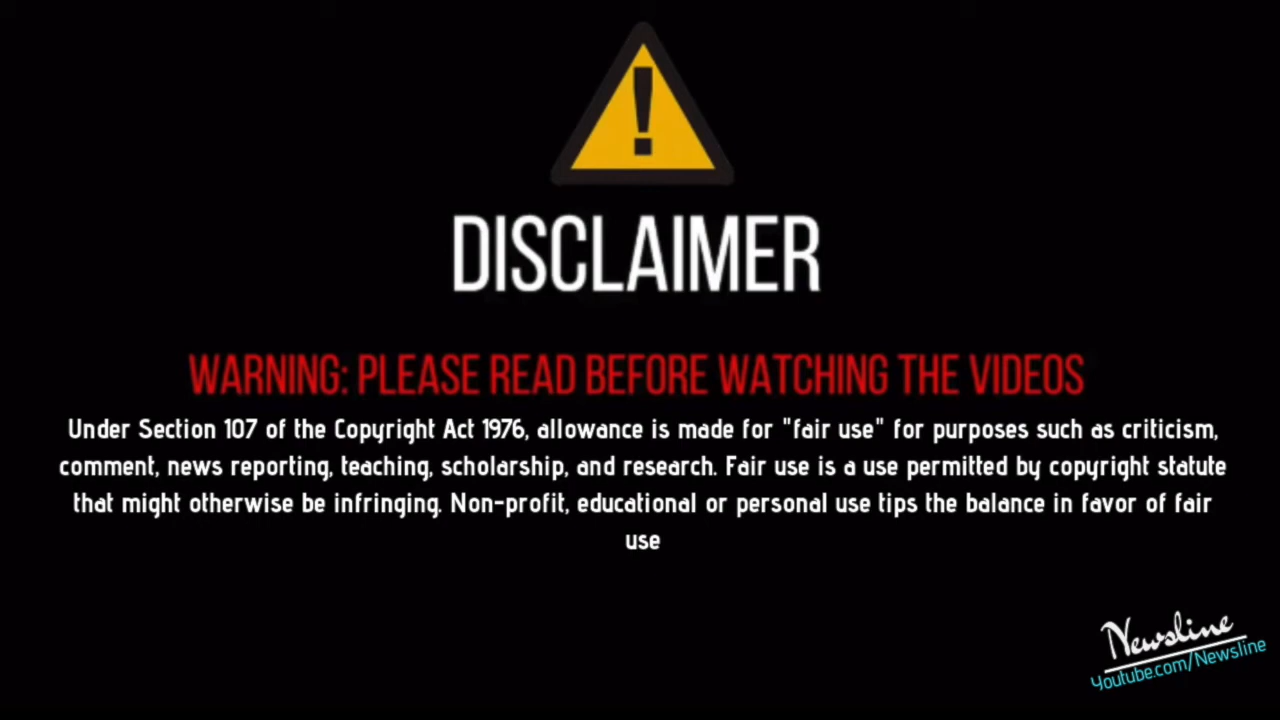 DISCLAIMER
WARNING: PLEASE READ BEFORE WATCHING THE VIDEOS
Under Section 107 of the Copyright Act 1976, allowance is made for "fair use" for purposes such as criticism,
comment, news reporting, teaching, scholarship, and research. Fair use is a use permitted by copyright statute
that might otherwise be infringing. Non-profit, educational or personal use tips the balance in favor of fair
use
Newsline
Youtube.com/Newsline